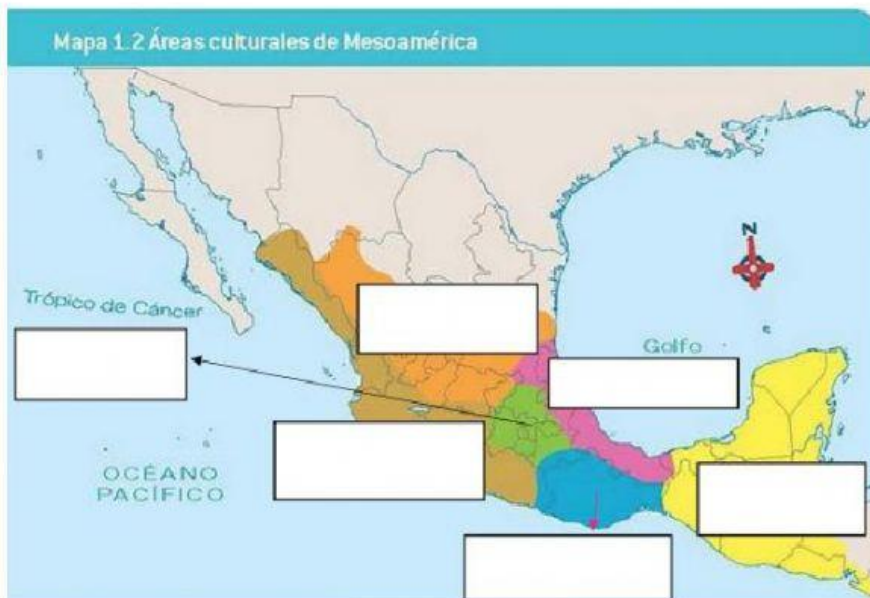 Mapa 1.2 Áreas culturales de Mesoamérica
N
Trópico de Cáncer
Golfo
OCÉANO
PACÍFICO